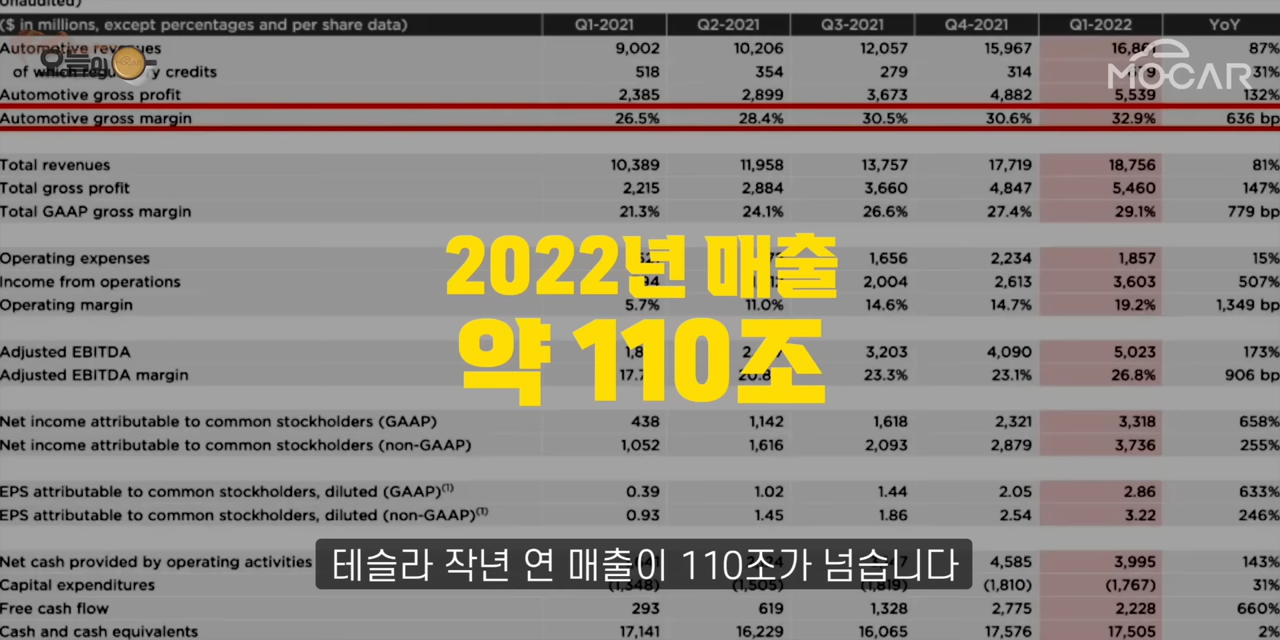 unaudited)
($ in millions, except percentages and per share data) Q1-2021 Q2-2021 Q3-2021 Q4-2021 Q1-2022 YoY
Automotive revenues 9,002 10,206 12,057 15,967 87%
오늘의
MOCAR
of which credits 518 354 279 314 31%
Automotive gross profit 2,385 2,899 3,673 4,882 5,539 132%
Automotive gross margin 26.5% 28.4% 30.5% 30.6% 32.9% 636 bp
Total revenues 10,389 11,958 13,757 17,719 18,756 81%
Total gross profit 2,215 2,884 3,660 4,847 5,460 147%
Total GAAP gross margin 21.3% 24.1% 26.6% 27.4% 29.1% 779 bp
Operating expenses 1,656 2,234 1,857 15%
Income from operations 2,004 2,613 3,603 507%
Operating margin 5.7% 11.0% 14.6% 14.7% 19.2% 1,349 bp
2022년 매출
약 110조
Adjusted EBITDA 3,203 4,090 5,023 173%
Adjusted EBITDA margin 23.3% 23.1% 26.8% 906 bp
Net income attributable to common stockholders (GAAP) 438 1,142 1,618 2,321 3,318 658%
Net income attributable to common stockholders (non-GAAP) 1,052 1,616 2,093 2,879 3,736 255%
EPS attributable to common stockholders, diluted (GAAP)(1) 0.39 1.02 1.44 2.05 2.86 633%
EPS attributable to common stockholders, diluted (non-GAAP)(1) 0.93 1.45 1.86 2.54 3.22 246%
Net cash provided by operating activities 4,585 3,995 143%
테슬라 작년 연 매출이 110조가 넘습니다
Capital expenditures (1,348) (1,505) (1,819) (1,810) (1,767) 31%
Free cash flow 293 619 1,328 2,775 2,228 660%
Cash and cash equivalents 17,141 16,229 16,065 17,576 17,505 2%